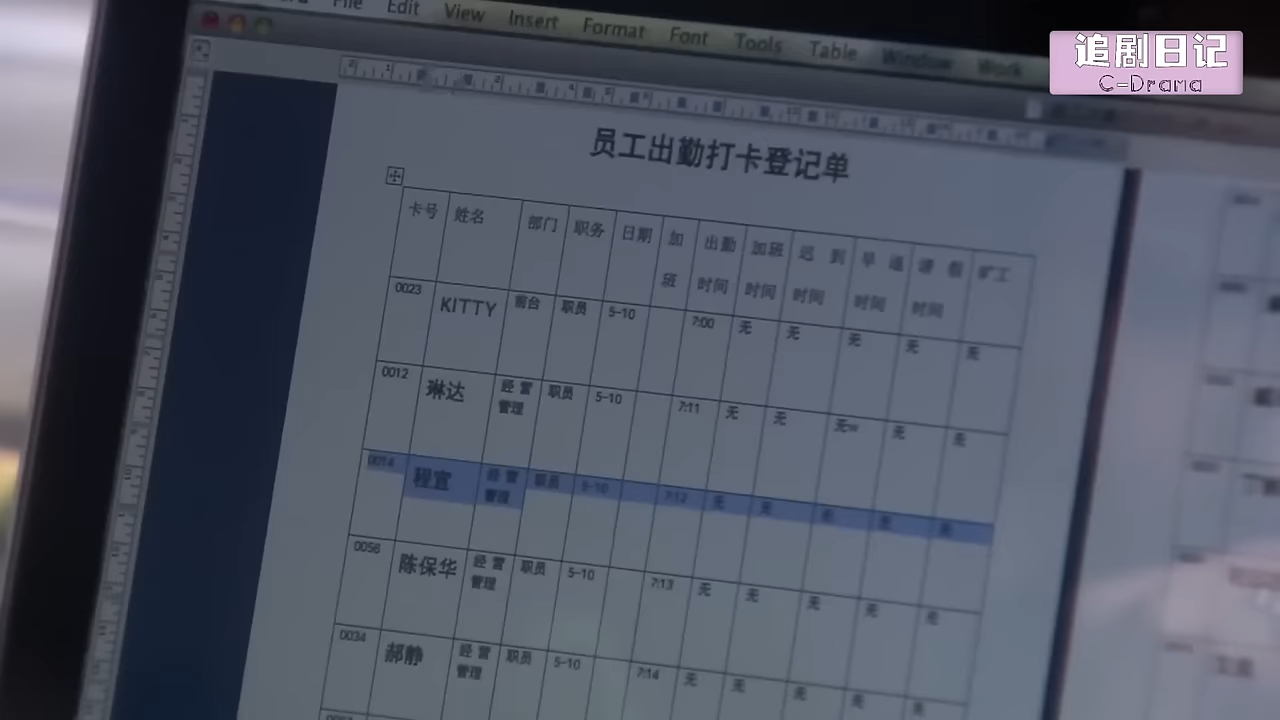 File Edit View Insert Format Font Tools Table Window Work
追剧日记
C-Drama
员工出勤打卡登记单
卡号 姓名 部门 职务 日期 加班 出勤时间 加班时间 迟到时间 早退时间 请假时间 旷工
0023 KITTY 前台 职员 5-10 7:00 无 无 无 无 无
0012 琳达 经营管理 职员 5-10 7:11 无 无 无w 无 无
0014 程宜 经营管理 职员 5-10 7:12 无 无 无 无 无
0056 陈保华 经营管理 职员 5-10 7:13 无 无 无 无 无
0034 郝静 经营管理 职员 5-10 7:14 无 无 无 无 无